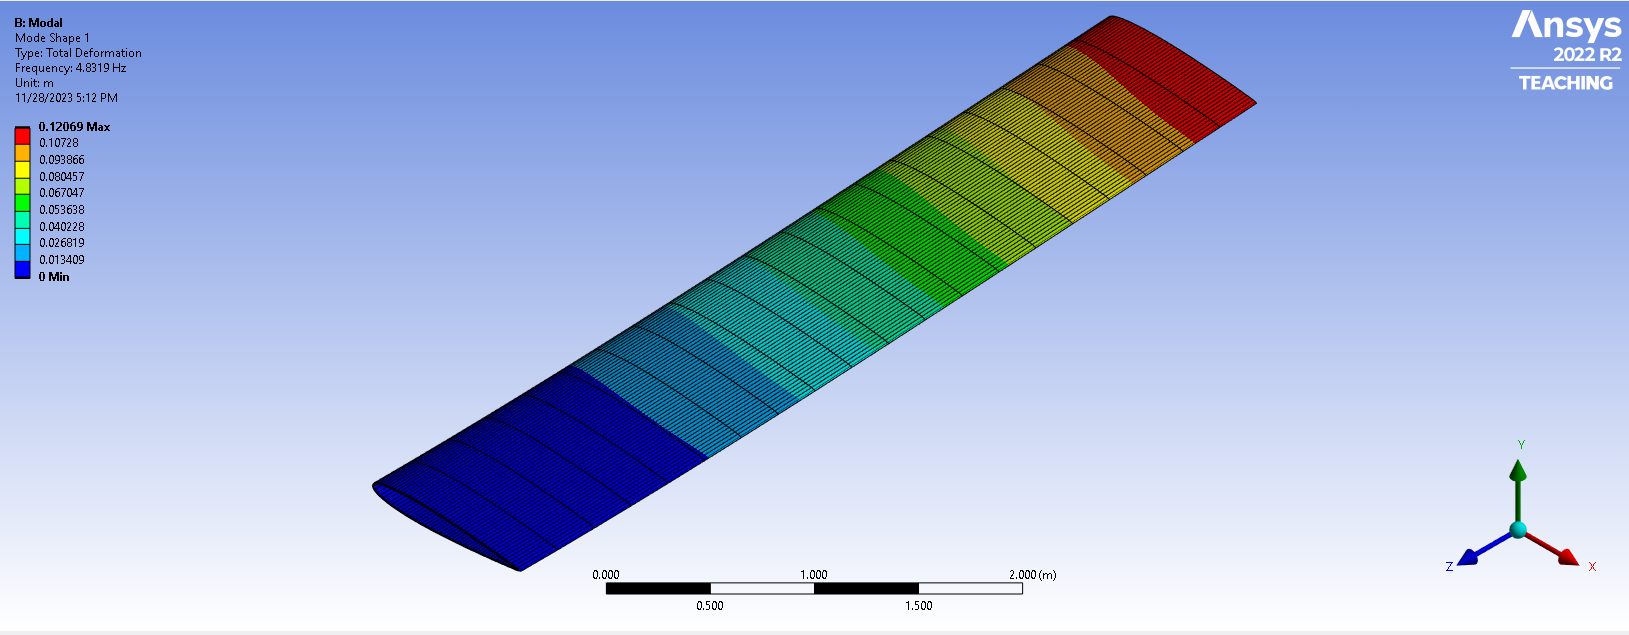 B: Modal
Mode Shape 1
Type: Total Deformation
Frequency: 4.8319 Hz
Unit: m
11/28/2023 5:12 PM
0.12069 Max
0.10728
0.093866
0.080457
0.067047
0.053638
0.040228
0.026819
0.013409
0 Min
Ansys
2022 R2
TEACHING
0.000 1.000 2.000 (m)
0.500 1.500
Y
Z X